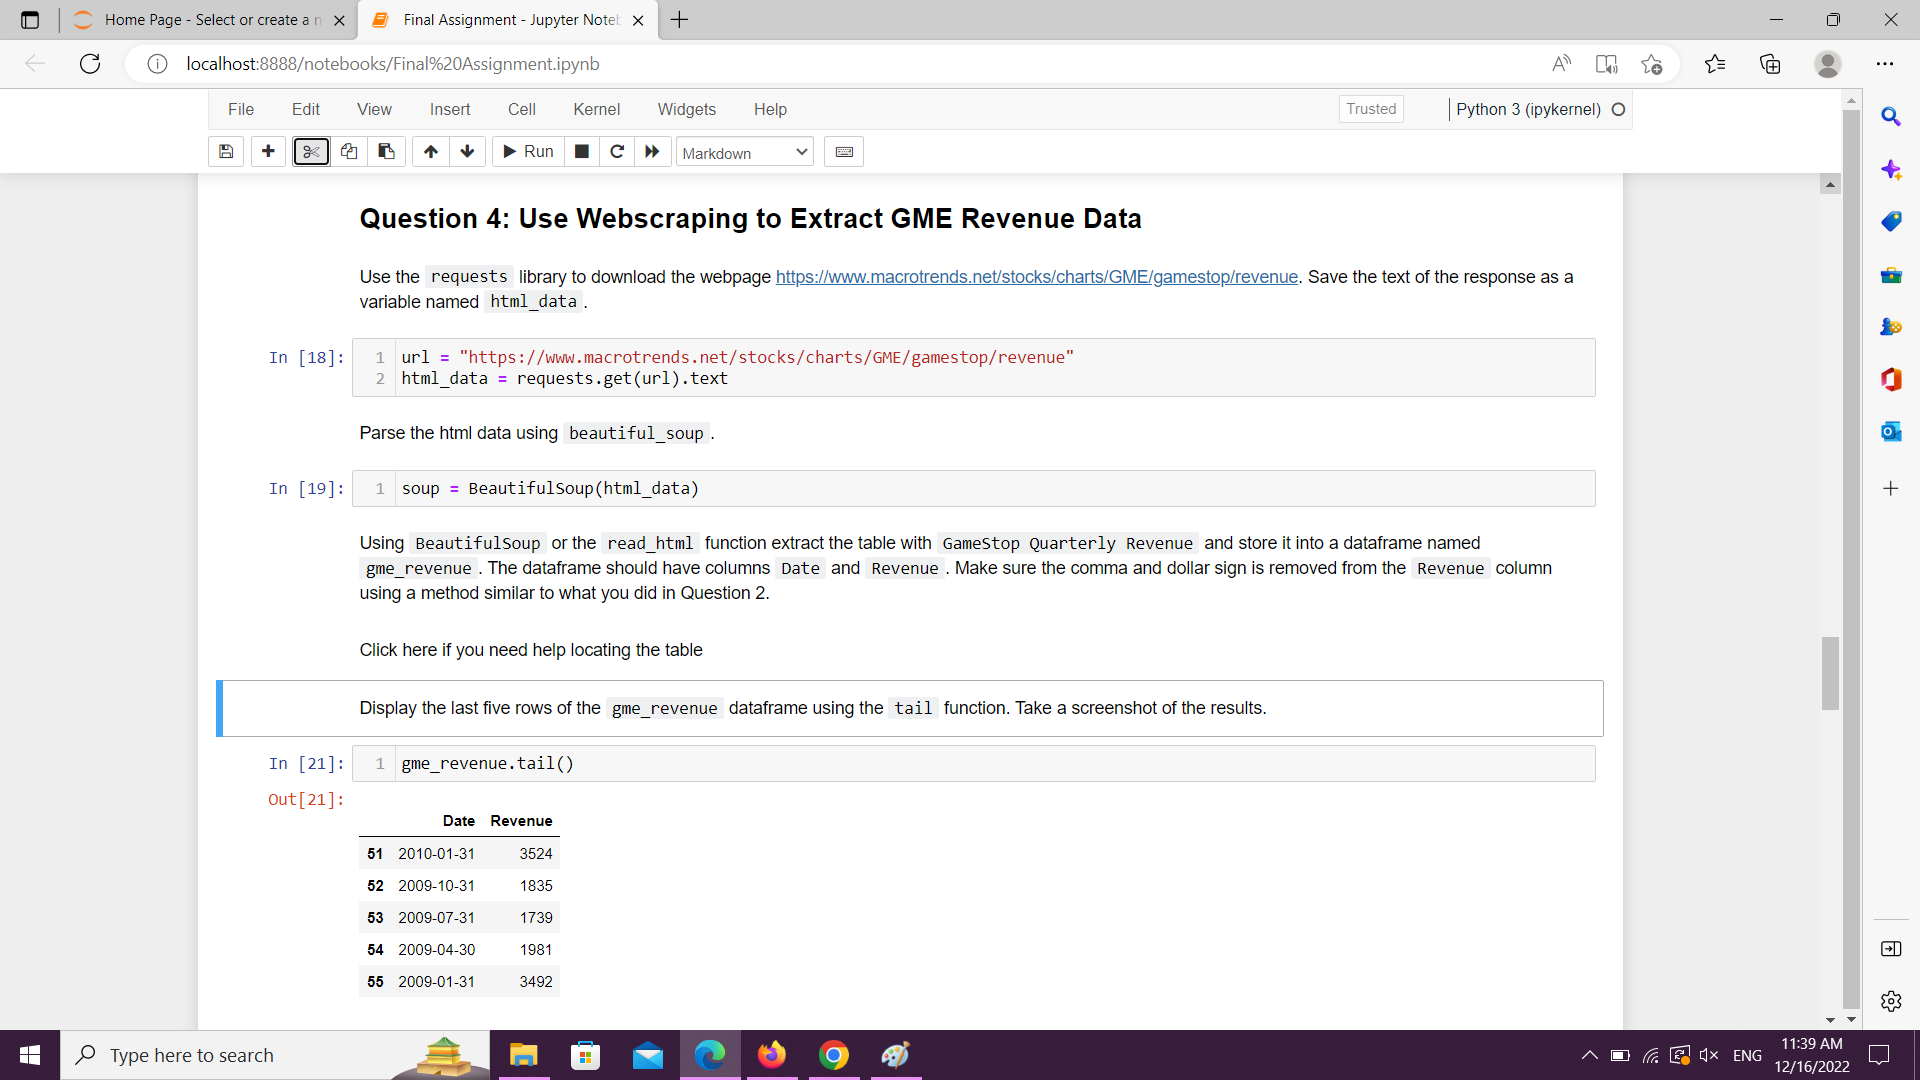 Home Page - Select or create a n
Final Assignment - Jupyter Noteb
localhost:8888/notebooks/Final%20Assignment.ipynb
File Edit View Insert Cell Kernel Widgets Help
Trusted
Python 3 (ipykernel)
Run
Markdown
Question 4: Use Webscraping to Extract GME Revenue Data
Use the requests library to download the webpage https://www.macrotrends.net/stocks/charts/GME/gamestop/revenue. Save the text of the response as a
variable named html_data .
In [18]:
1 url = "https://www.macrotrends.net/stocks/charts/GME/gamestop/revenue"
2 html_data = requests.get(url).text
Parse the html data using beautiful_soup .
In [19]:
1 soup = BeautifulSoup(html_data)
Using BeautifulSoup or the read_html function extract the table with GameStop Quarterly Revenue and store it into a dataframe named
gme_revenue . The dataframe should have columns Date and Revenue . Make sure the comma and dollar sign is removed from the Revenue column
using a method similar to what you did in Question 2.
Click here if you need help locating the table
Display the last five rows of the gme_revenue dataframe using the tail function. Take a screenshot of the results.
In [21]:
1 gme_revenue.tail()
Out[21]:
Date Revenue
51 2010-01-31 3524
52 2009-10-31 1835
53 2009-07-31 1739
54 2009-04-30 1981
55 2009-01-31 3492
Type here to search
ENG
11:39 AM
12/16/2022